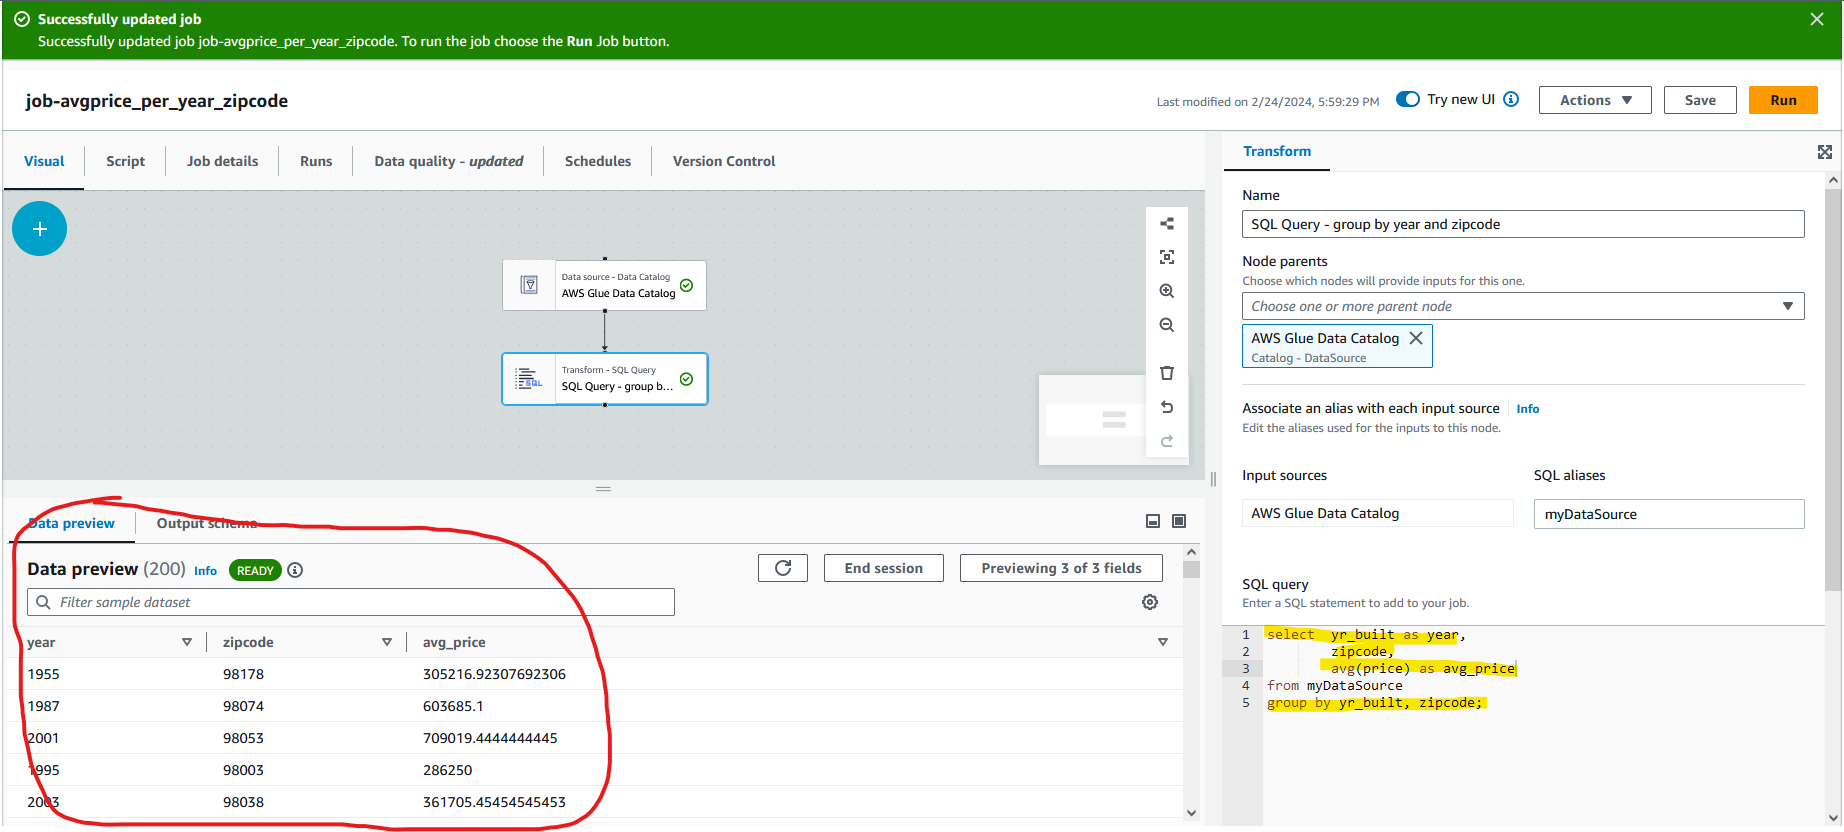 Successfully updated job
Successfully updated job job-avgprice_per_year_zipcode. To run the job choose the Run Job button.
job-avgprice_per_year_zipcode
Last modified on 2/24/2024, 5:59:29 PM
Try new UI
Actions
Save
Run
Visual
Script
Job details
Runs
Data quality - updated
Schedules
Version Control
Data source - Data Catalog
AWS Glue Data Catalog
Transform - SQL Query
SQL Query - group b...
SQL
Data preview
Output schema
Data preview (200) Info READY
End session
Previewing 3 of 3 fields
Filter sample dataset
year zipcode avg_price
1955 98178 305216.92307692306
1987 98074 603685.1
2001 98053 709019.4444444445
1995 98003 286250
2003 98038 361705.45454545453
Transform
Name
SQL Query - group by year and zipcode
Node parents
Choose which nodes will provide inputs for this one.
Choose one or more parent node
AWS Glue Data Catalog
Catalog - DataSource
Associate an alias with each input source Info
Edit the aliases used for the inputs to this node.
Input sources SQL aliases
AWS Glue Data Catalog myDataSource
SQL query
Enter a SQL statement to add to your job.
1 select yr_built as year,
2 zipcode,
3 avg(price) as avg_price
4 from myDataSource
5 group by yr_built, zipcode;